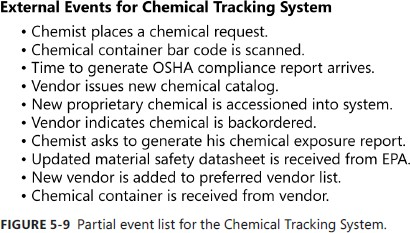 External Events for Chemical Tracking System
• Chemist places a chemical request.
• Chemical container bar code is scanned.
• Time to generate OSHA compliance report arrives.
• Vendor issues new chemical catalog.
• New proprietary chemical is accessioned into system.
• Vendor indicates chemical is backordered.
• Chemist asks to generate his chemical exposure report.
• Updated material safety datasheet is received from EPA.
• New vendor is added to preferred vendor list.
• Chemical container is received from vendor.
FIGURE 5-9 Partial event list for the Chemical Tracking System.